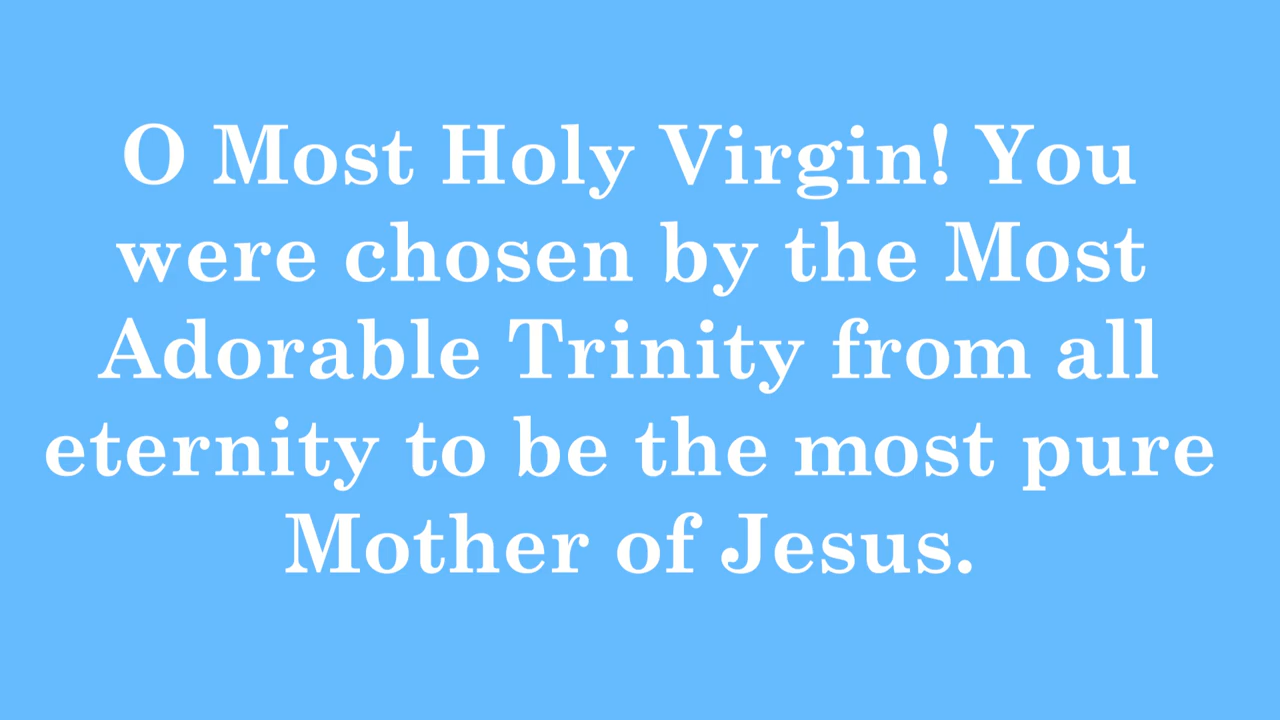 O Most Holy Virgin! You
were chosen by the Most
Adorable Trinity from all
eternity to be the most pure
Mother of Jesus.